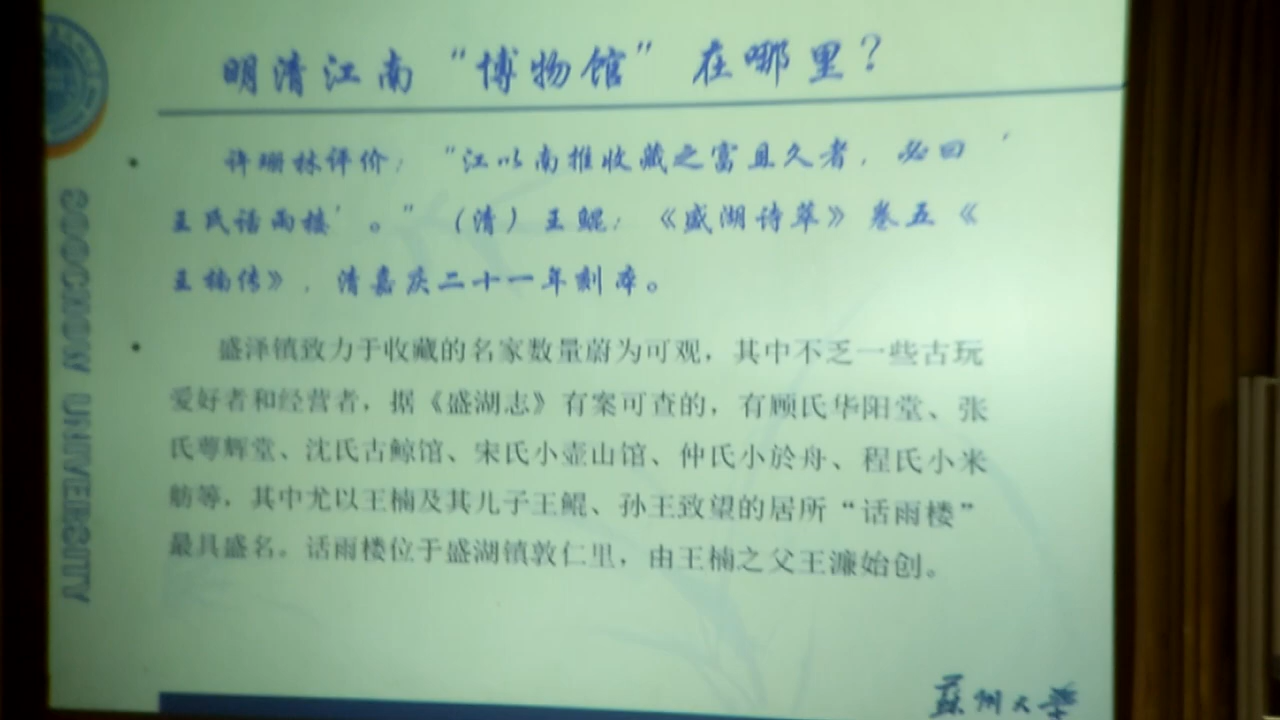 明清江南“博物馆”在哪里？
许珊林评价：“江以南推收藏之富且久者，必曰‘
王氏话雨楼’。”（清）王鲲：《盛湖诗萃》卷五《
王楠传》，清嘉庆二十一年刻本。
盛泽镇致力于收藏的名家数量蔚为可观，其中不乏一些古玩
爱好者和经营者，据《盛湖志》有案可查的，有顾氏华阳堂、张
氏萼辉堂、沈氏古鲸馆、宋氏小壶山馆、仲氏小於舟、程氏小米
舫等，其中尤以王楠及其儿子王鲲、孙王致望的居所“话雨楼”
最具盛名。话雨楼位于盛湖镇敦仁里，由王楠之父王濂始创。
SOOCHOW UNIVERSITY
蘇州大學